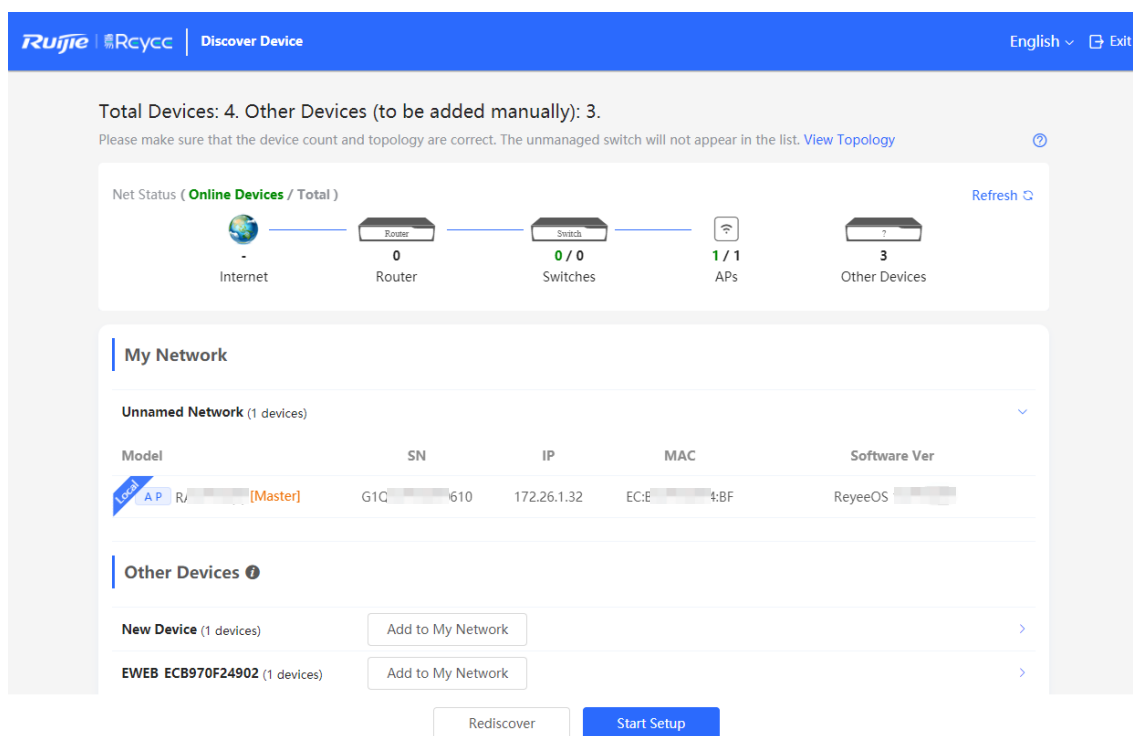 Ruijie Reyee Discover Device English Exit
Total Devices: 4. Other Devices (to be added manually): 3.
Please make sure that the device count and topology are correct. The unmanaged switch will not appear in the list. View Topology
Net Status ( Online Devices / Total ) Refresh
Router Switch ?
- 0 0 / 0 1 / 1 3
Internet Router Switches APs Other Devices
My Network
Unnamed Network (1 devices)
Model SN IP MAC Software Ver
Local AP [Master] G1Q 610 172.26.1.32 EC: 4:BF ReyeeOS
Other Devices
New Device (1 devices) Add to My Network
EWEB ECB970F24902 (1 devices) Add to My Network
Rediscover Start Setup